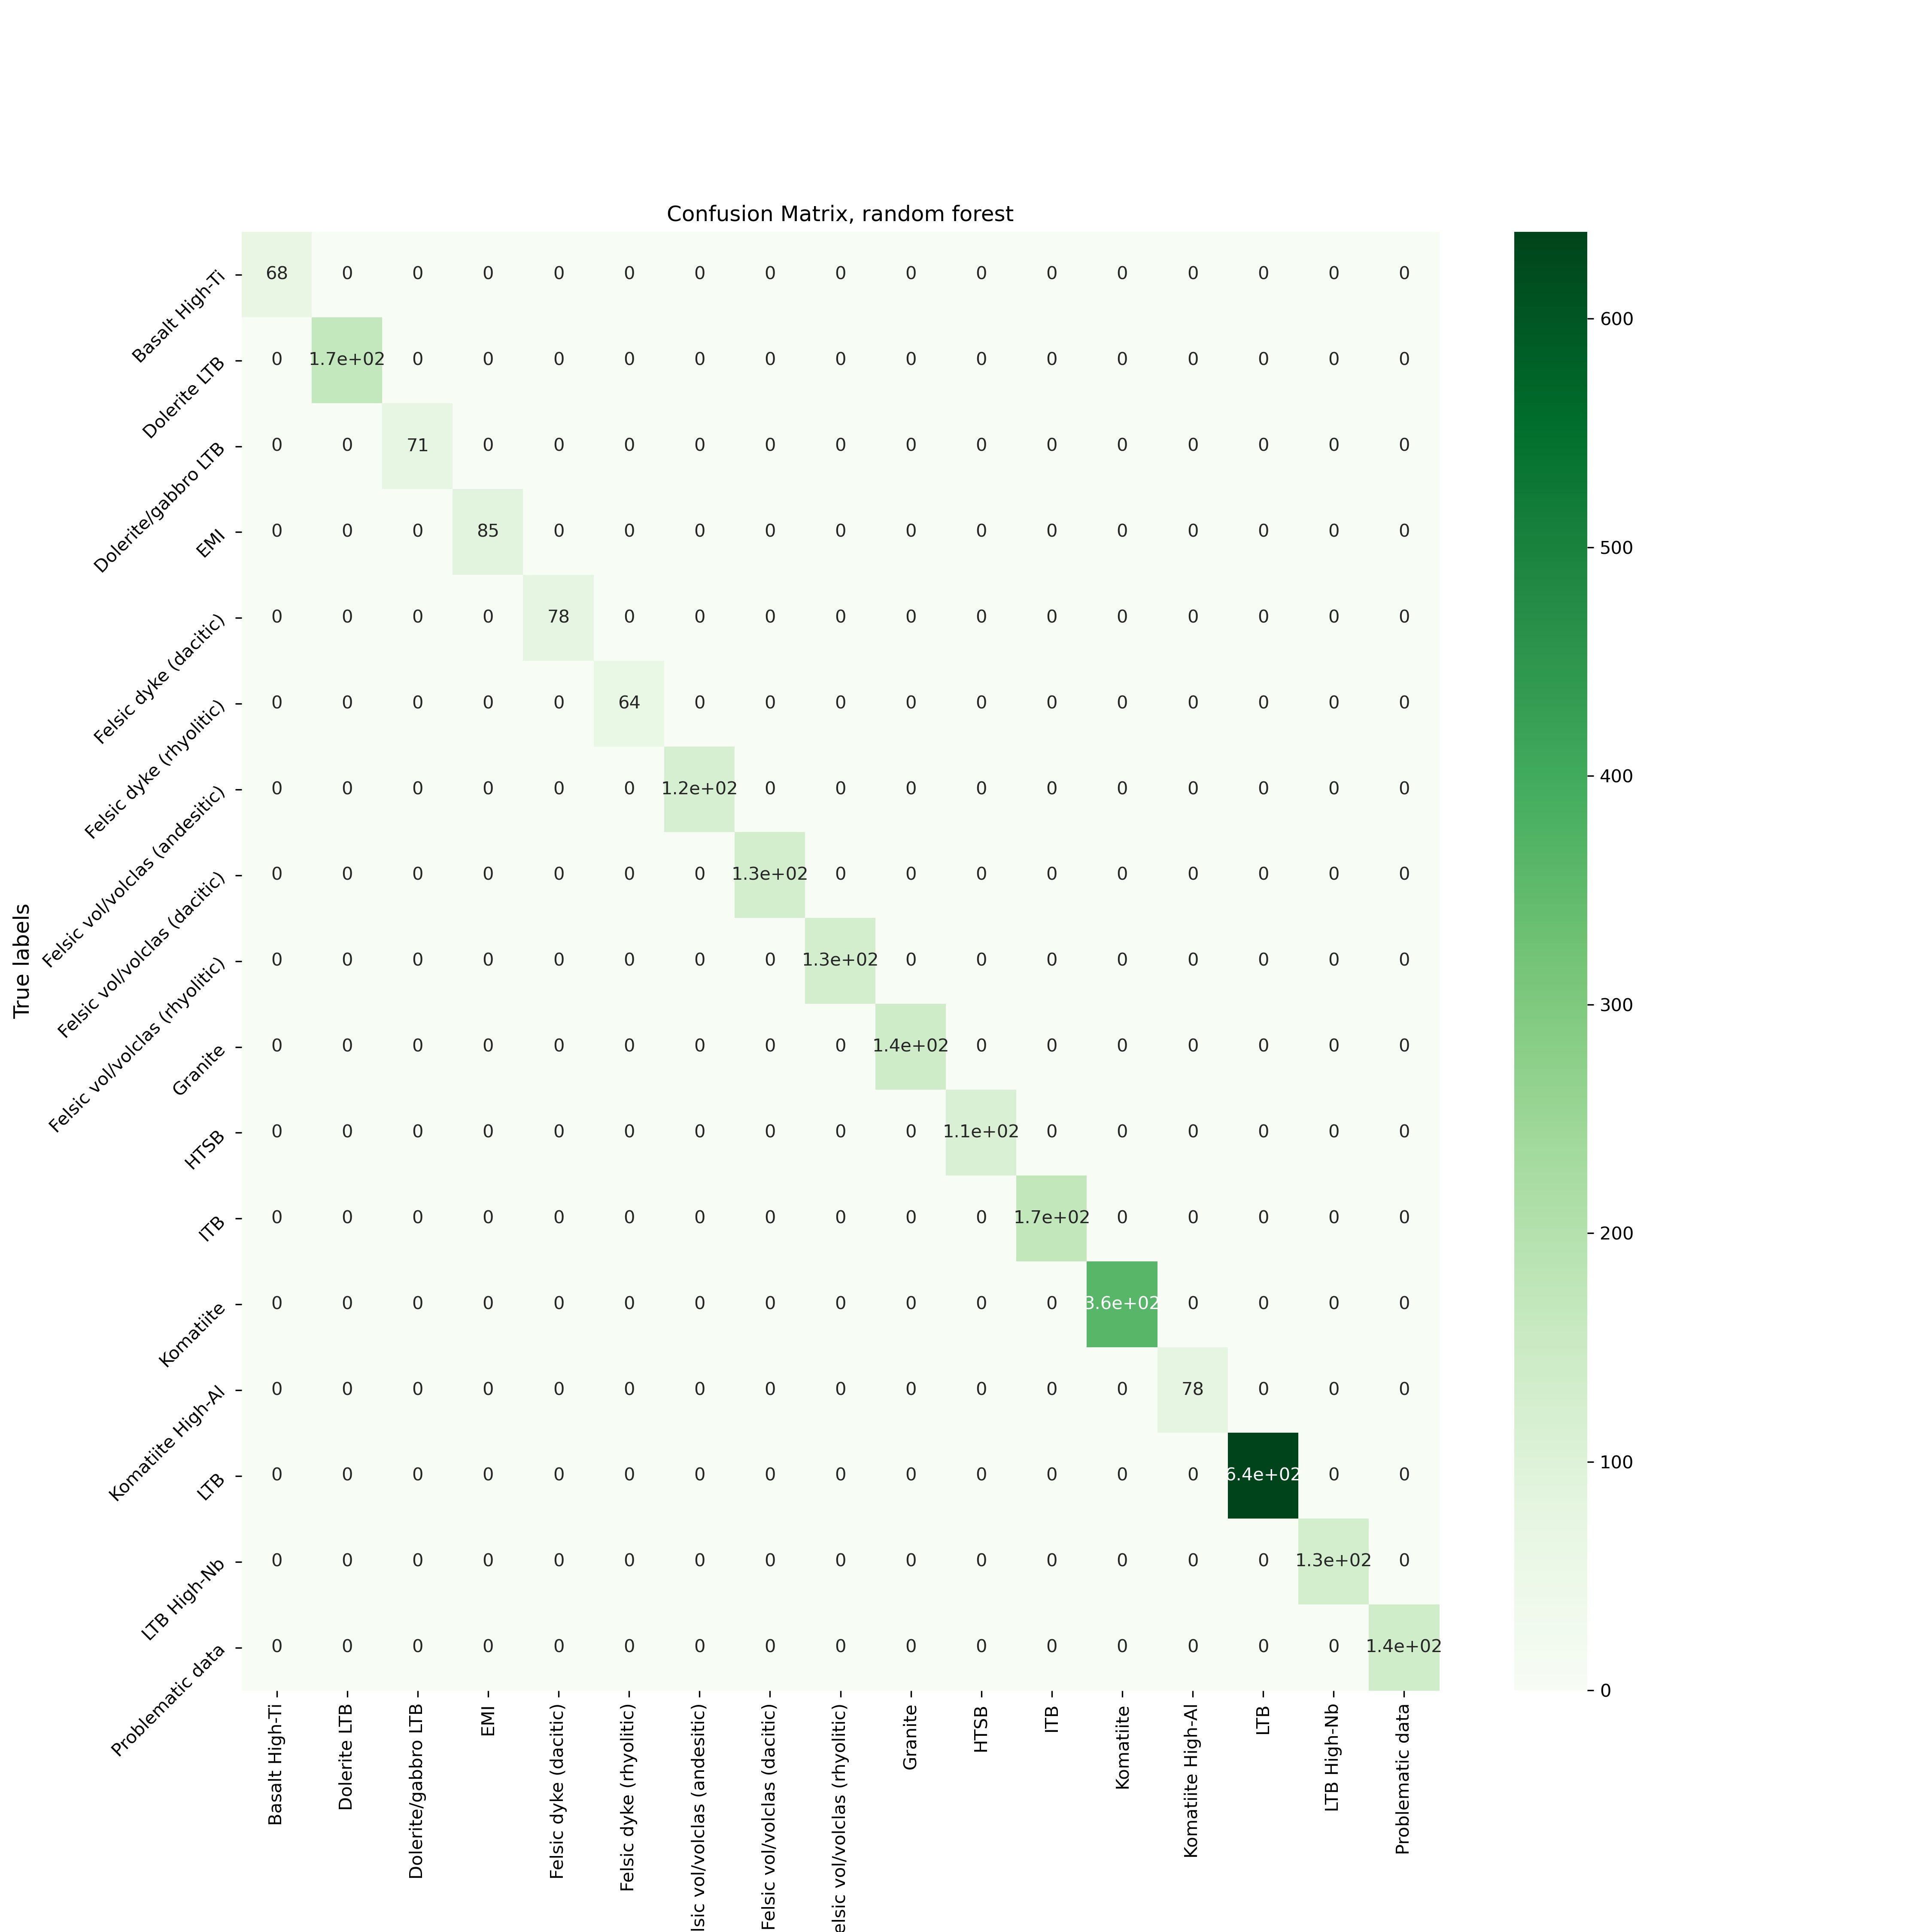 Confusion Matrix, random forest
True labels
Basalt High-Ti 68 0 0 0 0 0 0 0 0 0 0 0 0 0 0 0 0
Dolerite LTB 0 1.7e+02 0 0 0 0 0 0 0 0 0 0 0 0 0 0 0
Dolerite/gabbro LTB 0 0 71 0 0 0 0 0 0 0 0 0 0 0 0 0 0
EMI 0 0 0 85 0 0 0 0 0 0 0 0 0 0 0 0 0
Felsic dyke (dacitic) 0 0 0 0 78 0 0 0 0 0 0 0 0 0 0 0 0
Felsic dyke (rhyolitic) 0 0 0 0 0 64 0 0 0 0 0 0 0 0 0 0 0
Felsic vol/volclas (andesitic) 0 0 0 0 0 0 1.2e+02 0 0 0 0 0 0 0 0 0 0
Felsic vol/volclas (dacitic) 0 0 0 0 0 0 0 1.3e+02 0 0 0 0 0 0 0 0 0
Felsic vol/volclas (rhyolitic) 0 0 0 0 0 0 0 0 1.3e+02 0 0 0 0 0 0 0 0
Granite 0 0 0 0 0 0 0 0 0 1.4e+02 0 0 0 0 0 0 0
HTSB 0 0 0 0 0 0 0 0 0 0 1.1e+02 0 0 0 0 0 0
ITB 0 0 0 0 0 0 0 0 0 0 0 1.7e+02 0 0 0 0 0
Komatiite 0 0 0 0 0 0 0 0 0 0 0 0 3.6e+02 0 0 0 0
Komatiite High-Al 0 0 0 0 0 0 0 0 0 0 0 0 0 78 0 0 0
LTB 0 0 0 0 0 0 0 0 0 0 0 0 0 0 6.4e+02 0 0
LTB High-Nb 0 0 0 0 0 0 0 0 0 0 0 0 0 0 0 1.3e+02 0
Problematic data 0 0 0 0 0 0 0 0 0 0 0 0 0 0 0 0 1.4e+02
Basalt High-Ti
Dolerite LTB
Dolerite/gabbro LTB
EMI
Felsic dyke (dacitic)
Felsic dyke (rhyolitic)
lsic vol/volclas (andesitic)
Felsic vol/volclas (dacitic)
elsic vol/volclas (rhyolitic)
Granite
HTSB
ITB
Komatiite
Komatiite High-Al
LTB
LTB High-Nb
Problematic data
600
500
400
300
200
100
0